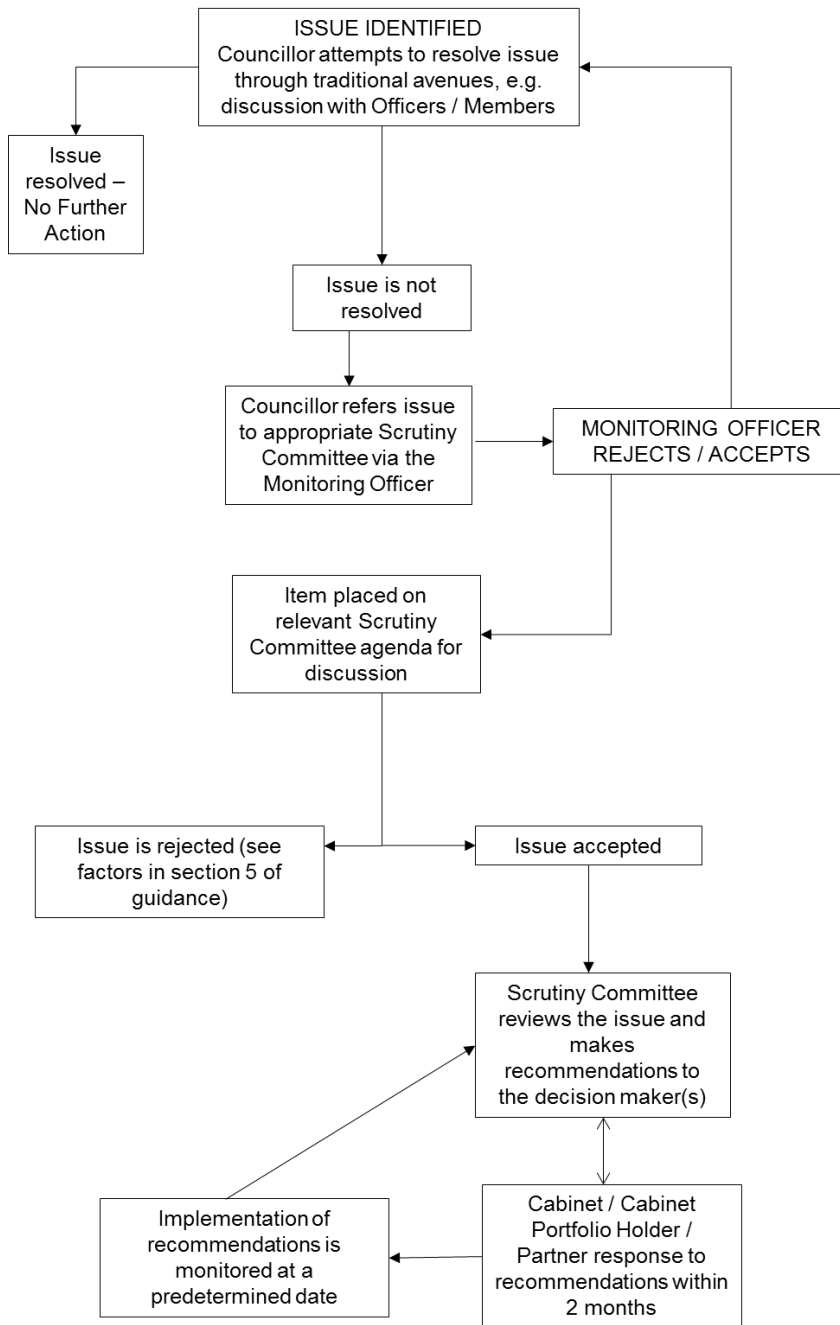 ISSUE IDENTIFIED
Councillor attempts to resolve issue
through traditional avenues, e.g.
discussion with Officers / Members
Issue
resolved –
No Further
Action
Issue is not
resolved
Councillor refers issue
to appropriate Scrutiny
Committee via the
Monitoring Officer
MONITORING OFFICER
REJECTS / ACCEPTS
Item placed on
relevant Scrutiny
Committee agenda for
discussion
Issue is rejected (see
factors in section 5 of
guidance)
Issue accepted
Scrutiny Committee
reviews the issue and
makes
recommendations to
the decision maker(s)
Implementation of
recommendations is
monitored at a
predetermined date
Cabinet / Cabinet
Portfolio Holder /
Partner response to
recommendations within
2 months